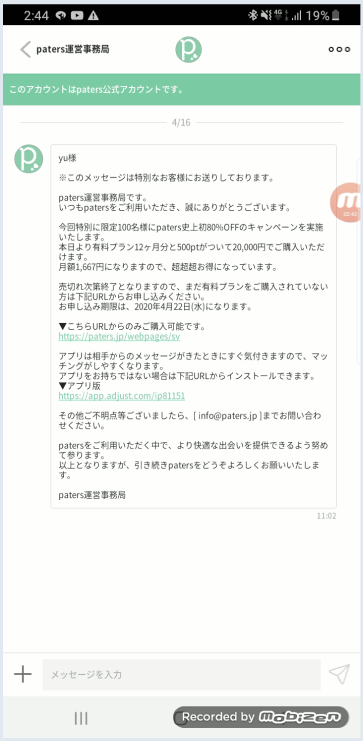 2:44
4G
19%
paters運営事務局
このアカウントはpaters公式アカウントです。
4/16
yu様
※このメッセージは特別なお客様にお送りしております。
paters運営事務局です。
いつもpatersをご利用いただき、誠にありがとうございます。
今回特別に限定100名様にpaters史上初80%OFFのキャンペーンを実施
いたします。
本日より有料プラン12ヶ月分と500ptがついて20,000円でご購入いただ
けます。
月額1,667円になりますので、超超超お得になっています。
売切れ次第終了となりますので、まだ有料プランをご購入されていない
方は下記URLからお申し込みください。
お申し込み期限は、2020年4月22日(水)になります。
▼こちらURLからのみご購入可能です。
https://paters.jp/webpages/sv
アプリは相手からのメッセージがきたときにすぐ気付きますので、マッ
チングがしやすくなります。
アプリをお持ちではない場合は下記URLからインストールできます。
▼アプリ版
https://app.adjust.com/ip81151
その他ご不明点等ございましたら、[ info@paters.jp ]までお問い合わ
せください。
patersをご利用いただく中で、より快適な出会いを提供できるよう努め
て参ります。
以上となりますが、引き続きpatersをどうぞよろしくお願いいたしま
す。
paters運営事務局
11:02
メッセージを入力
Recorded by mobizen